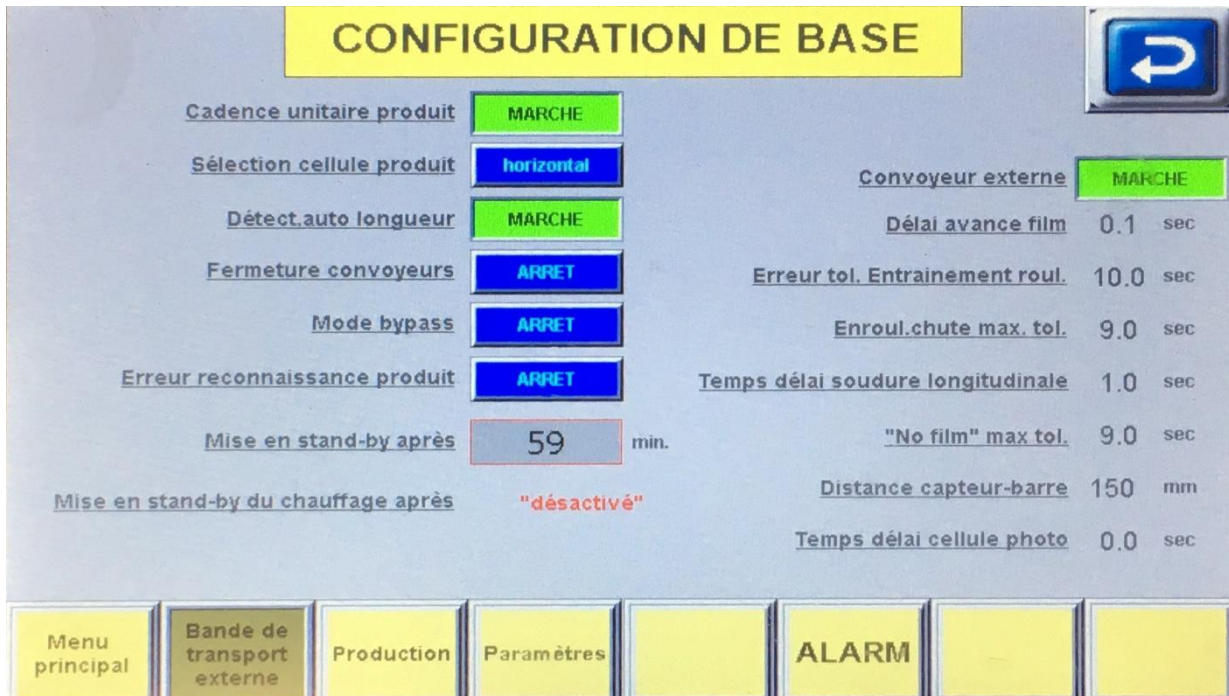 CONFIGURATION DE BASE
Cadence unitaire produit MARCHE
Sélection cellule produit horizontal
Détect.auto longueur MARCHE
Fermeture convoyeurs ARRET
Mode bypass ARRET
Erreur reconnaissance produit ARRET
Mise en stand-by après 59 min.
Mise en stand-by du chauffage après "désactivé"
Convoyeur externe MARCHE
Délai avance film 0.1 sec
Erreur tol. Entrainement roul. 10.0 sec
Enroul.chute max. tol. 9.0 sec
Temps délai soudure longitudinale 1.0 sec
"No film" max tol. 9.0 sec
Distance capteur-barre 150 mm
Temps délai cellule photo 0.0 sec
Menu
principal
Bande de
transport
externe
Production
Paramètres
ALARM